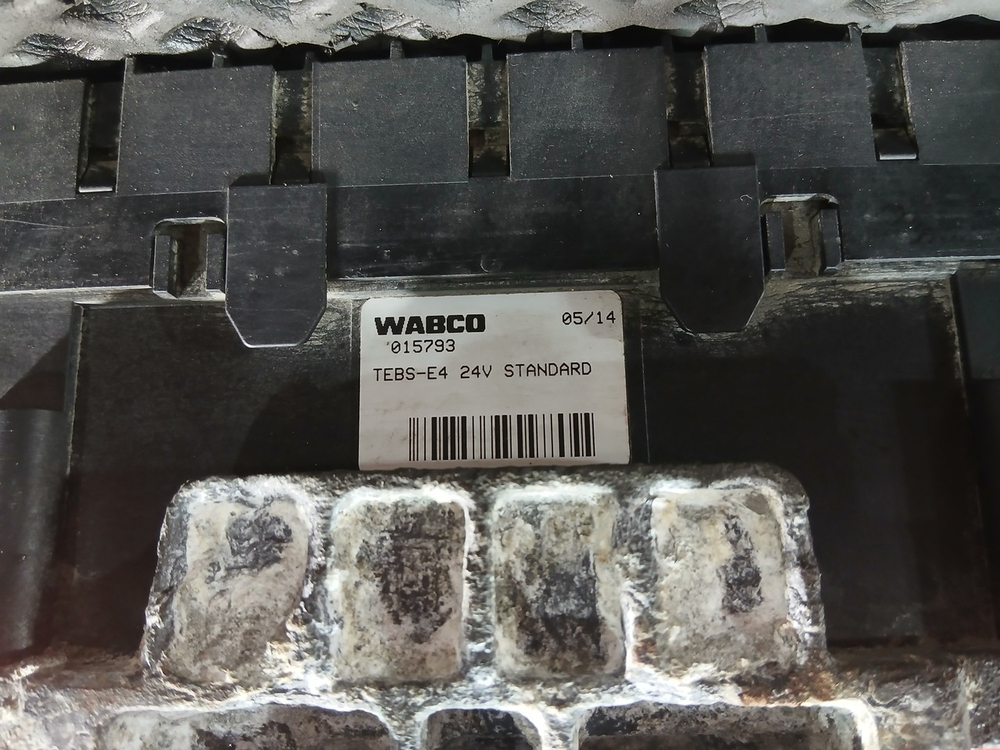 WABCO 05/14
015793
TEBS-E4 24V STANDARD